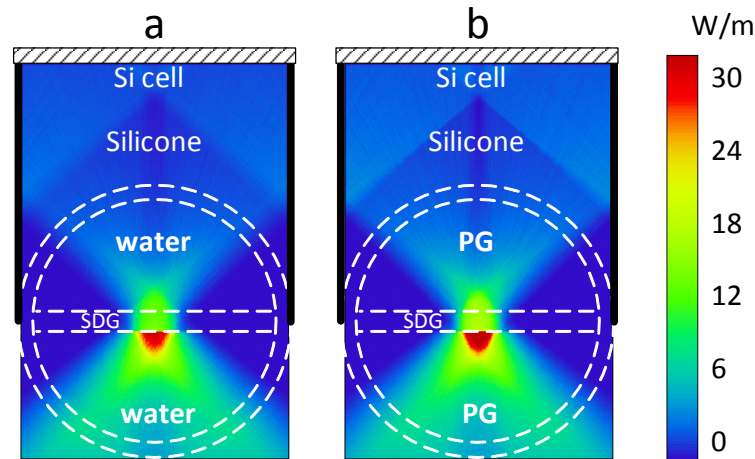 a
b
W/m
Si cell
Si cell
Silicone
Silicone
water
PG
SDG
SDG
water
PG
30
24
18
12
6
0